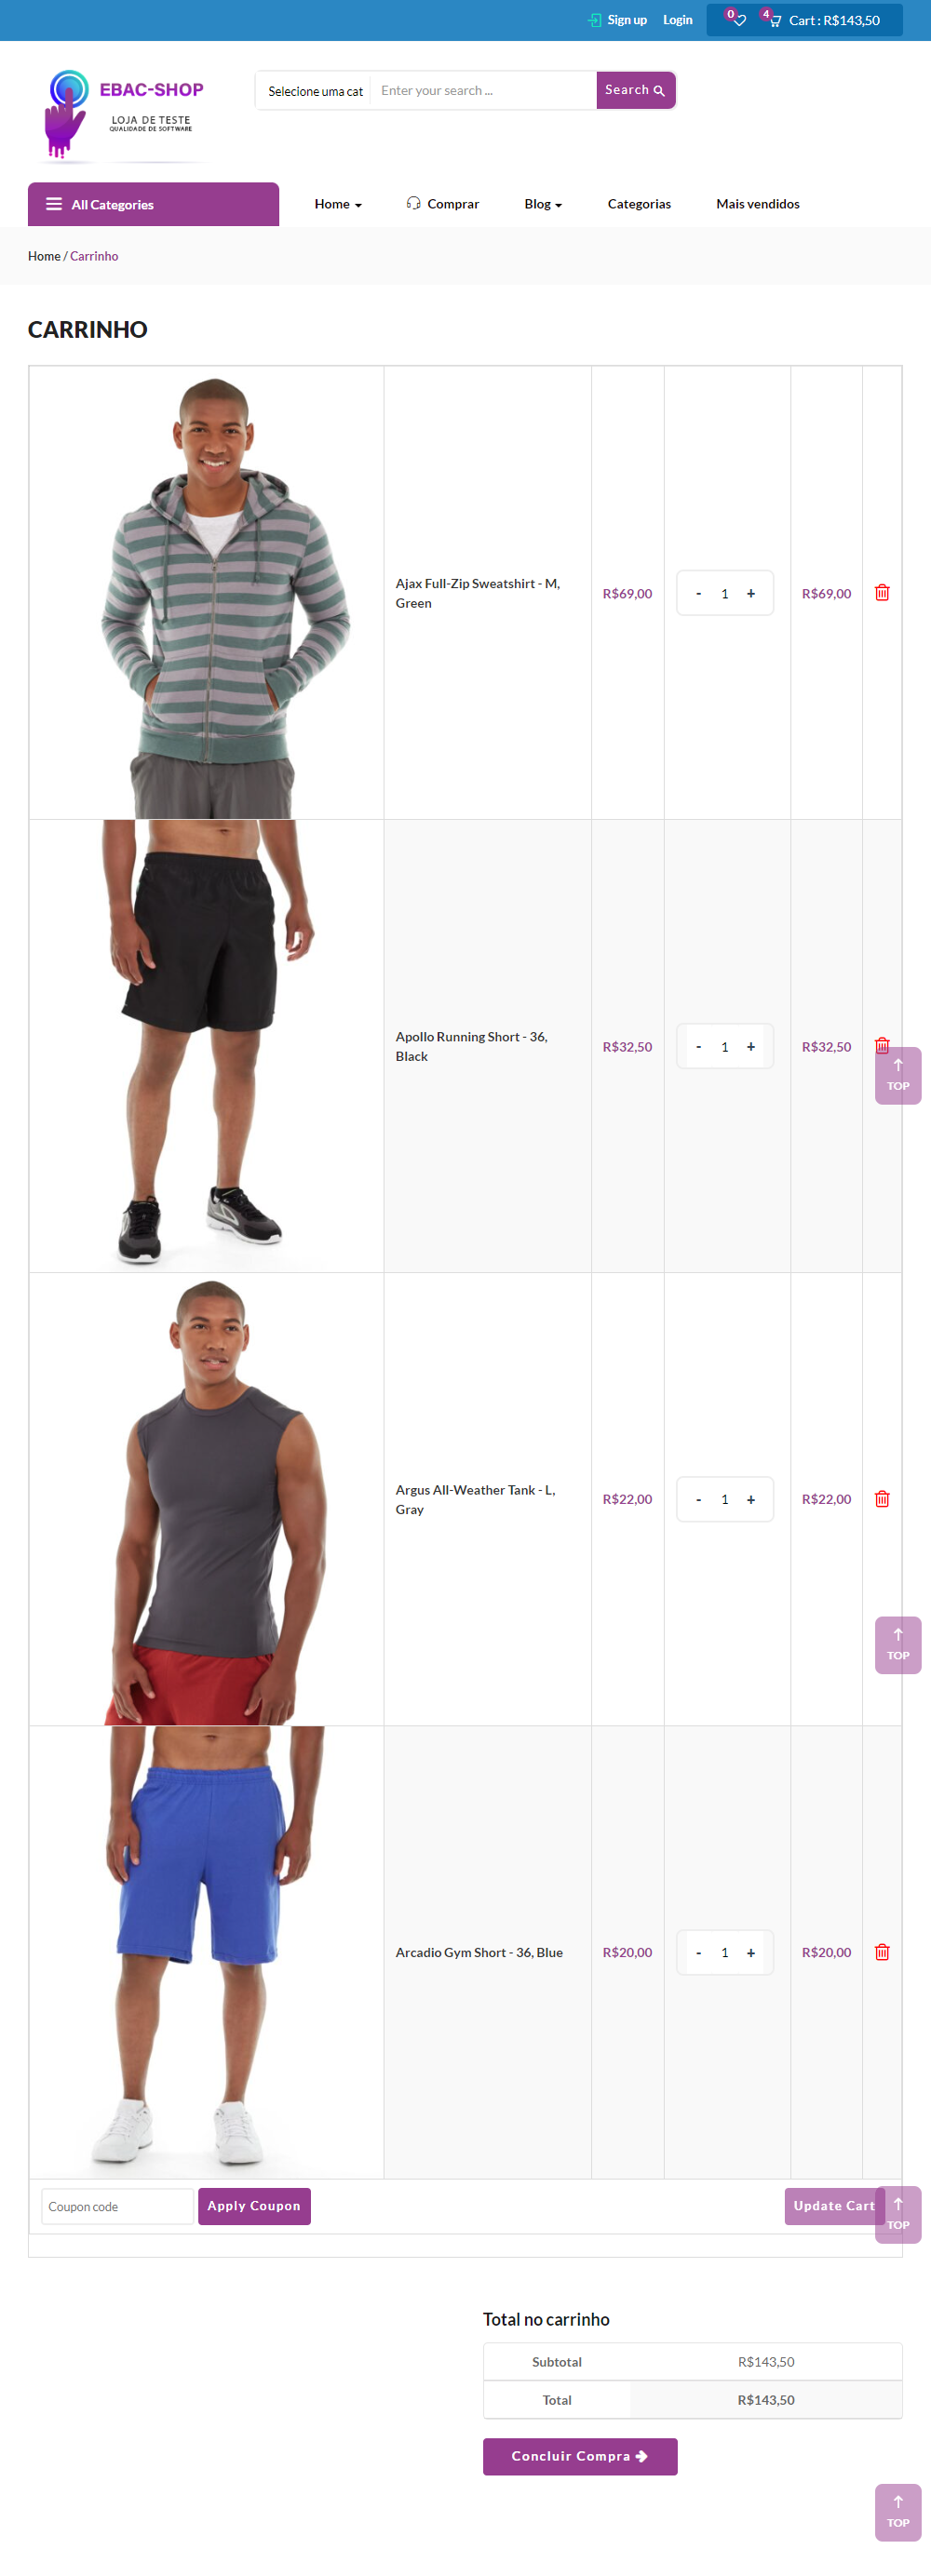 Sign up
Login
0
4
Cart : R$143,50
EBAC-SHOP
LOJA DE TESTE
QUALIDADE DE SOFTWARE
Selecione uma cat
Enter your search ...
Search
All Categories
Home
Comprar
Blog
Categorias
Mais vendidos
Home / Carrinho
CARRINHO
Ajax Full-Zip Sweatshirt - M,
Green
R$69,00
- 1 +
R$69,00
Apollo Running Short - 36,
Black
R$32,50
- 1 +
R$32,50
TOP
Argus All-Weather Tank - L,
Gray
R$22,00
- 1 +
R$22,00
TOP
Arcadio Gym Short - 36, Blue
R$20,00
- 1 +
R$20,00
Coupon code
Apply Coupon
Update Cart
TOP
Total no carrinho
Subtotal
R$143,50
Total
R$143,50
Concluir Compra
TOP